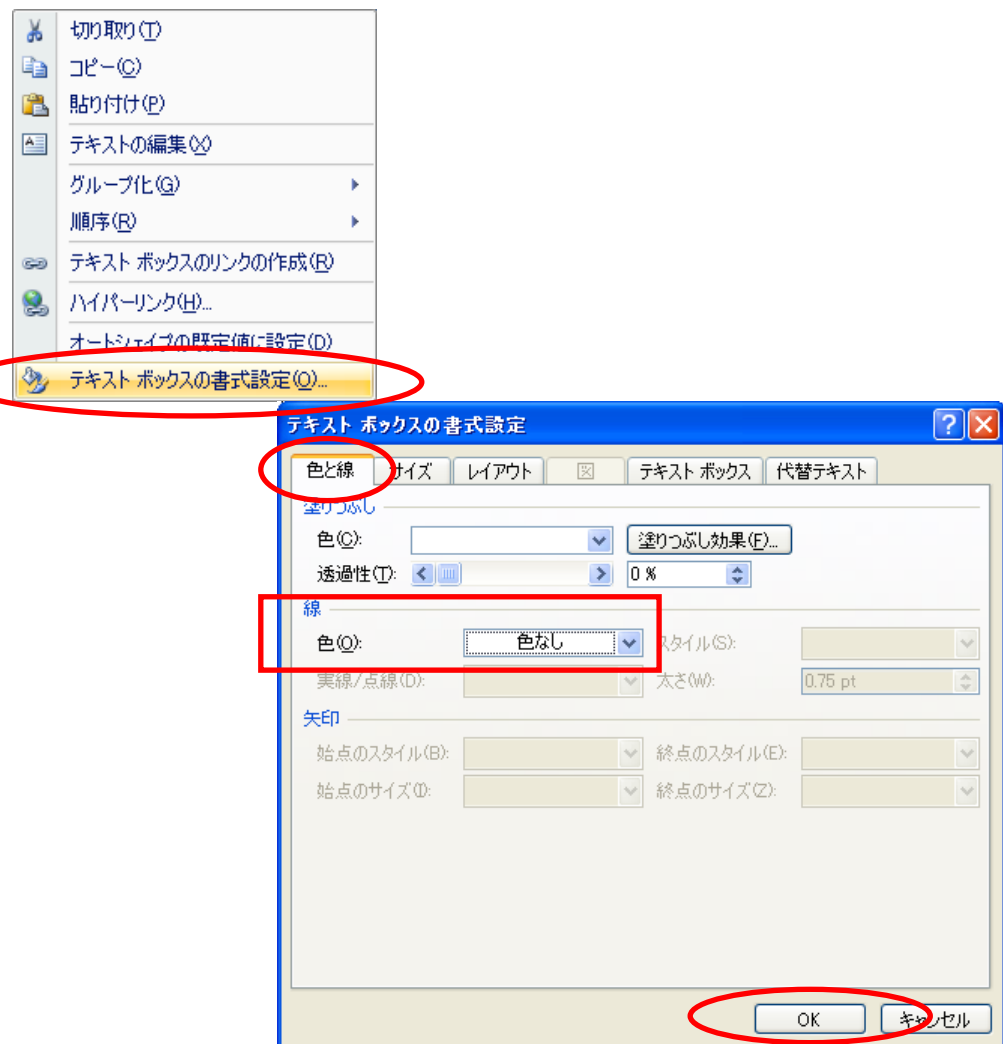 切り取り(T)
コピー(C)
貼り付け(P)
テキストの編集(X)
グループ化(G)
順序(R)
テキスト ボックスのリンクの作成(R)
ハイパーリンク(H)...
オートシェイプの既定値に設定(D)
テキスト ボックスの書式設定(O)...
テキスト ボックスの書式設定
色と線 サイズ レイアウト 図 テキスト ボックス 代替テキスト
塗りつぶし
色(C): 塗りつぶし効果(F)...
透過性(T): 0 %
線
色(O): 色なし スタイル(S):
実線/点線(D): 太さ(W): 0.75 pt
矢印
始点のスタイル(B): 終点のスタイル(E):
始点のサイズ(I): 終点のサイズ(Z):
OK キャンセル